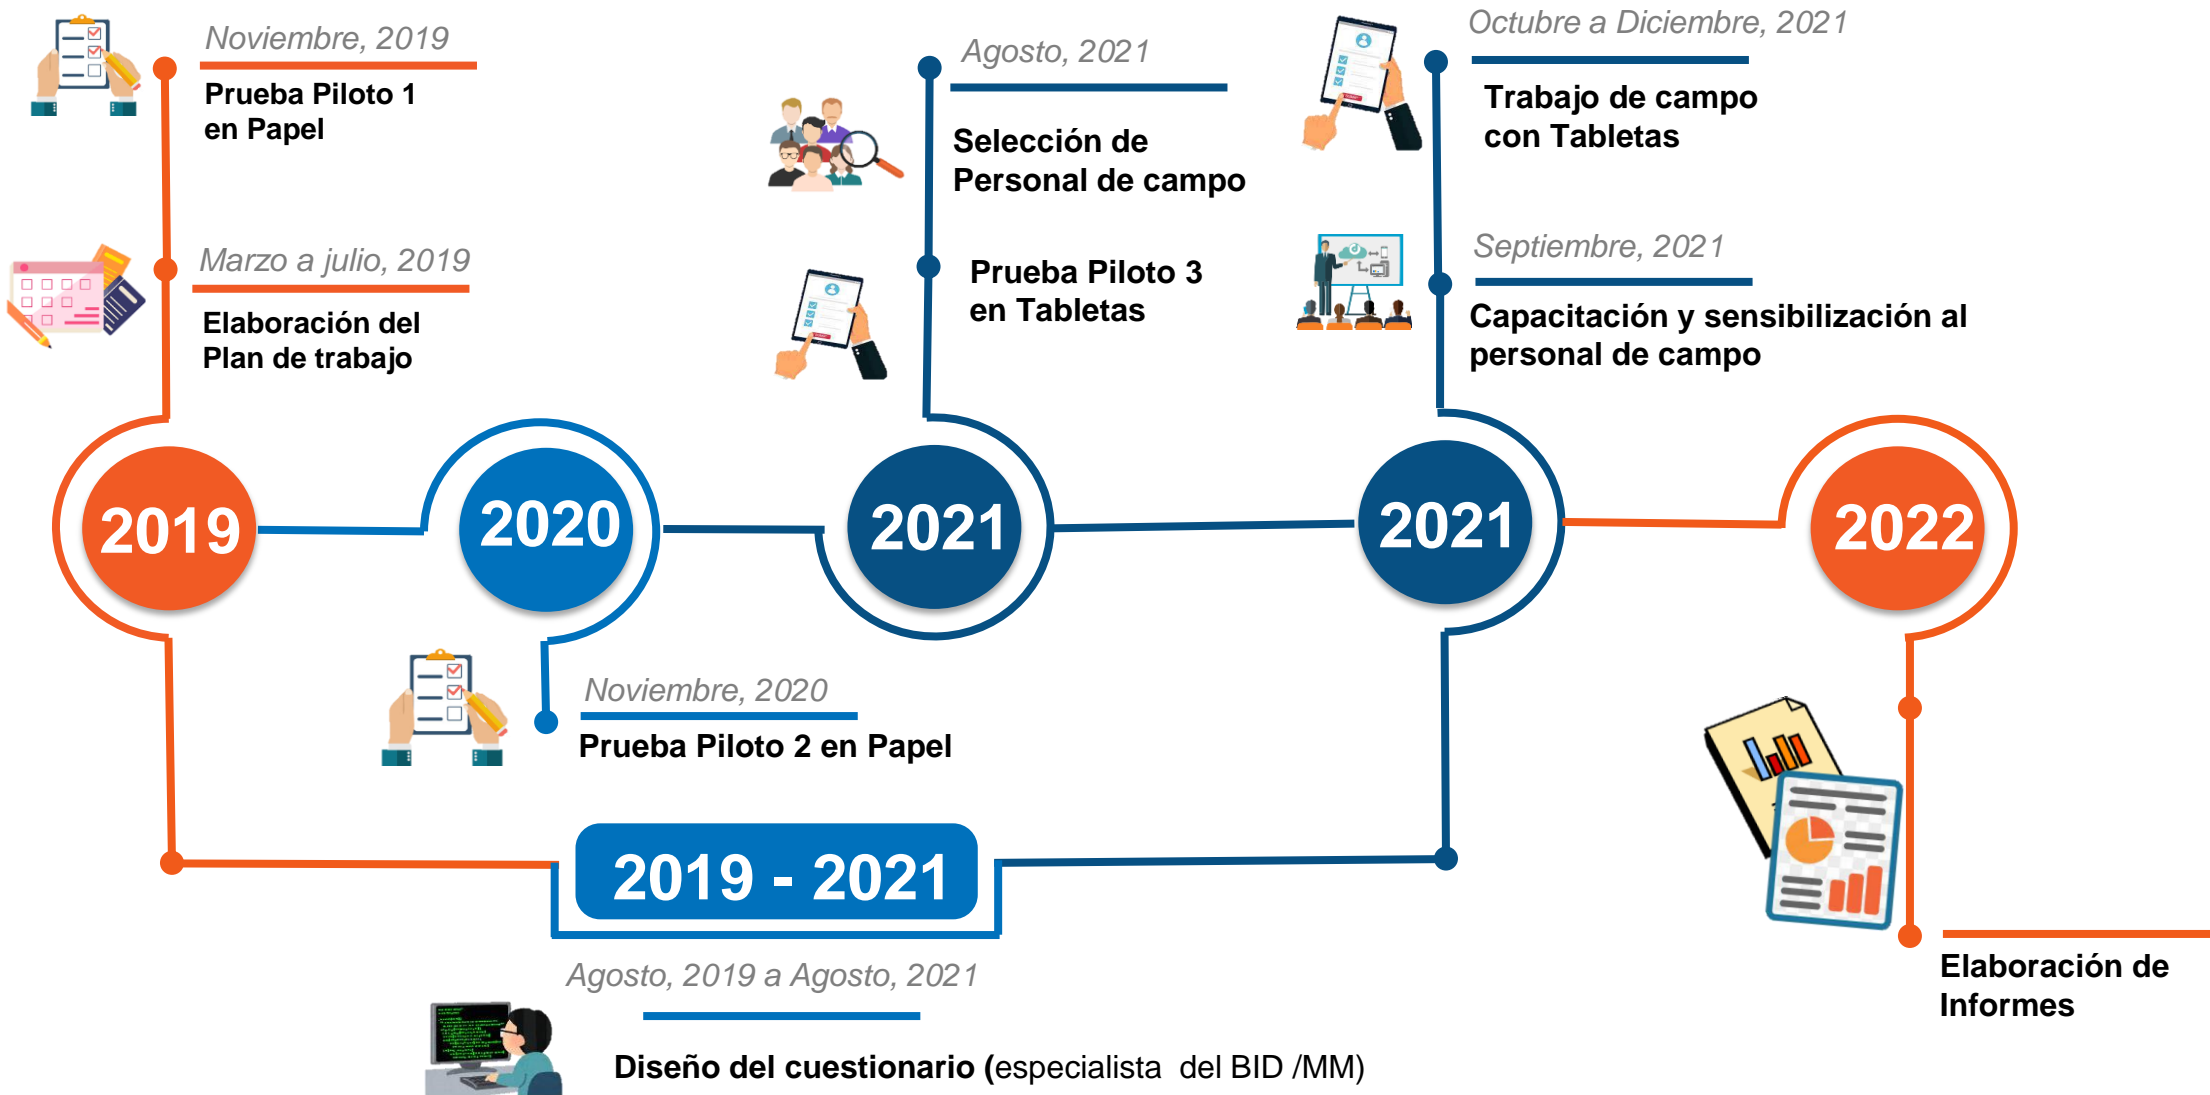 Noviembre, 2019
Prueba Piloto 1
en Papel
Marzo a julio, 2019
Elaboración del
Plan de trabajo
Agosto, 2021
Selección de
Personal de campo
Prueba Piloto 3
en Tabletas
Octubre a Diciembre, 2021
Trabajo de campo
con Tabletas
Septiembre, 2021
Capacitación y sensibilización al
personal de campo
2019
2020
2021
2021
2022
Noviembre, 2020
Prueba Piloto 2 en Papel
2019 - 2021
Agosto, 2019 a Agosto, 2021
Diseño del cuestionario (especialista del BID /MM)
Elaboración de
Informes